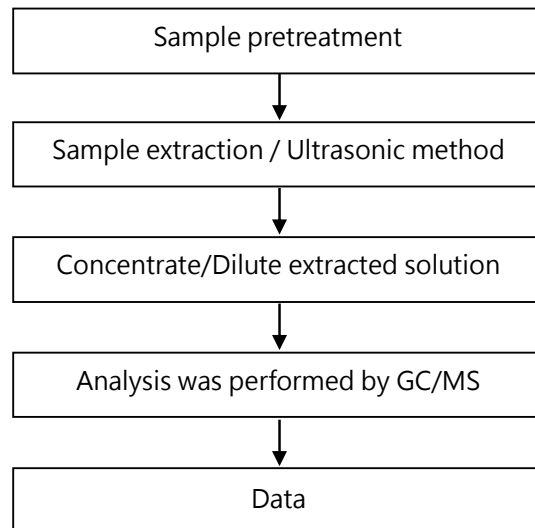 Sample pretreatment
Sample extraction / Ultrasonic method
Concentrate/Dilute extracted solution
Analysis was performed by GC/MS
Data